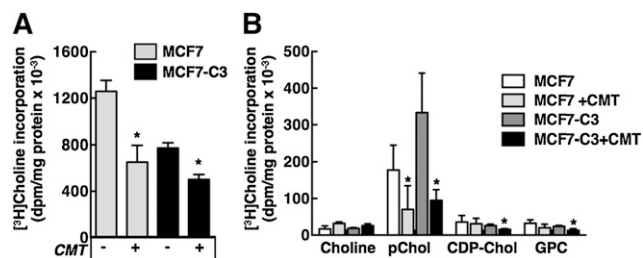 A
[³H]Choline incorporation
(dpm/mg protein x 10⁻³)
1600
1200
800
400
0
MCF7
MCF7-C3
*
*
CMT - + - +
B
[³H]Choline incorporation
(dpm/mg protein x 10⁻³)
500
400
300
200
100
0
MCF7
MCF7 +CMT
MCF7-C3
MCF7-C3+CMT
*
*
*
*
Choline pChol CDP-Chol GPC